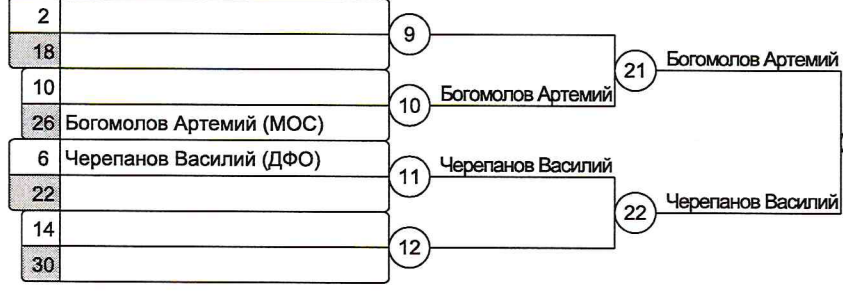 2
9
18
21 Богомолов Артемий
10
10 Богомолов Артемий
26 Богомолов Артемий (МОС)
6 Черепанов Василий (ДФО)
11 Черепанов Василий
22
22 Черепанов Василий
14
12
30